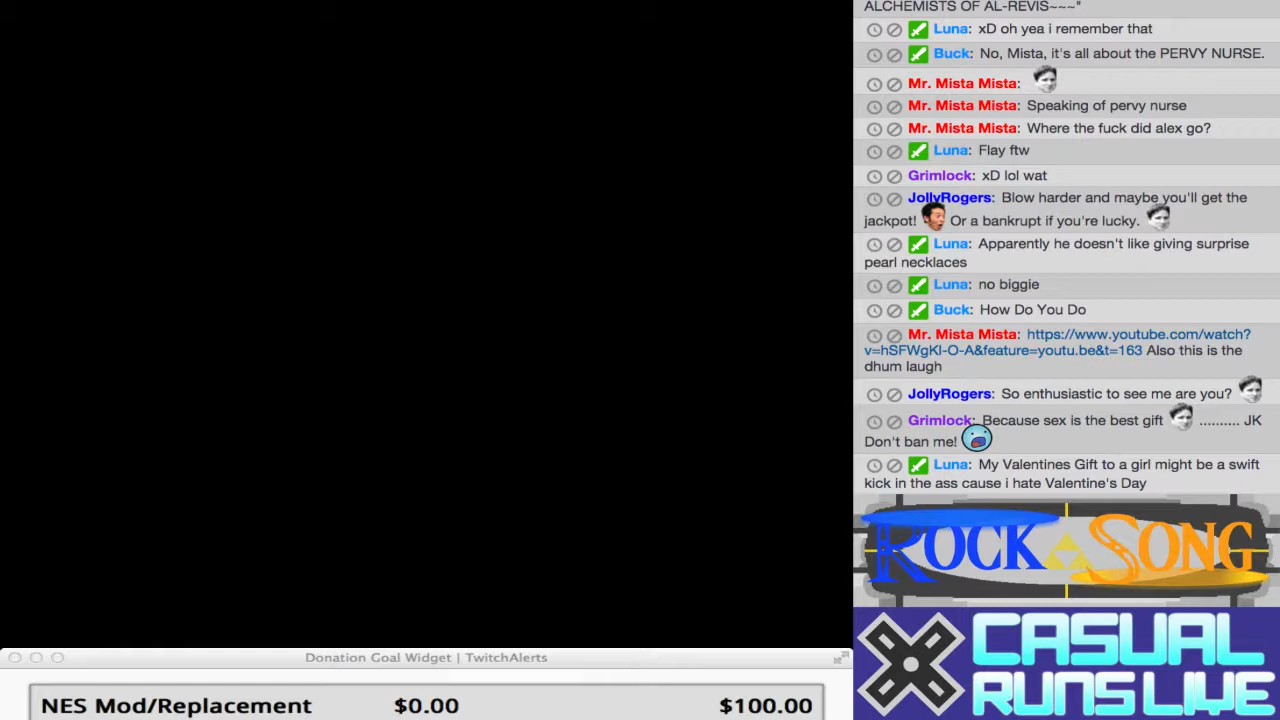 ALCHEMISTS OF AL-REVIS~~~"
Luna: xD oh yea i remember that
Buck: No, Mista, it's all about the PERVY NURSE.
Mr. Mista Mista:
Mr. Mista Mista: Speaking of pervy nurse
Mr. Mista Mista: Where the fuck did alex go?
Luna: Flay ftw
Grimlock: xD lol wat
JollyRogers: Blow harder and maybe you'll get the
jackpot! Or a bankrupt if you're lucky.
Luna: Apparently he doesn't like giving surprise
pearl necklaces
Luna: no biggie
Buck: How Do You Do
Mr. Mista Mista: https://www.youtube.com/watch?
v=hSFWgKl-O-A&feature=youtu.be&t=163 Also this is the
dhum laugh
JollyRogers: So enthusiastic to see me are you?
Grimlock: Because sex is the best gift .......... JK
Don't ban me!
Luna: My Valentines Gift to a girl might be a swift
kick in the ass cause i hate Valentine's Day
ROCK SONG
CASUAL
RUNS LIVE
Donation Goal Widget | TwitchAlerts
NES Mod/Replacement $0.00 $100.00